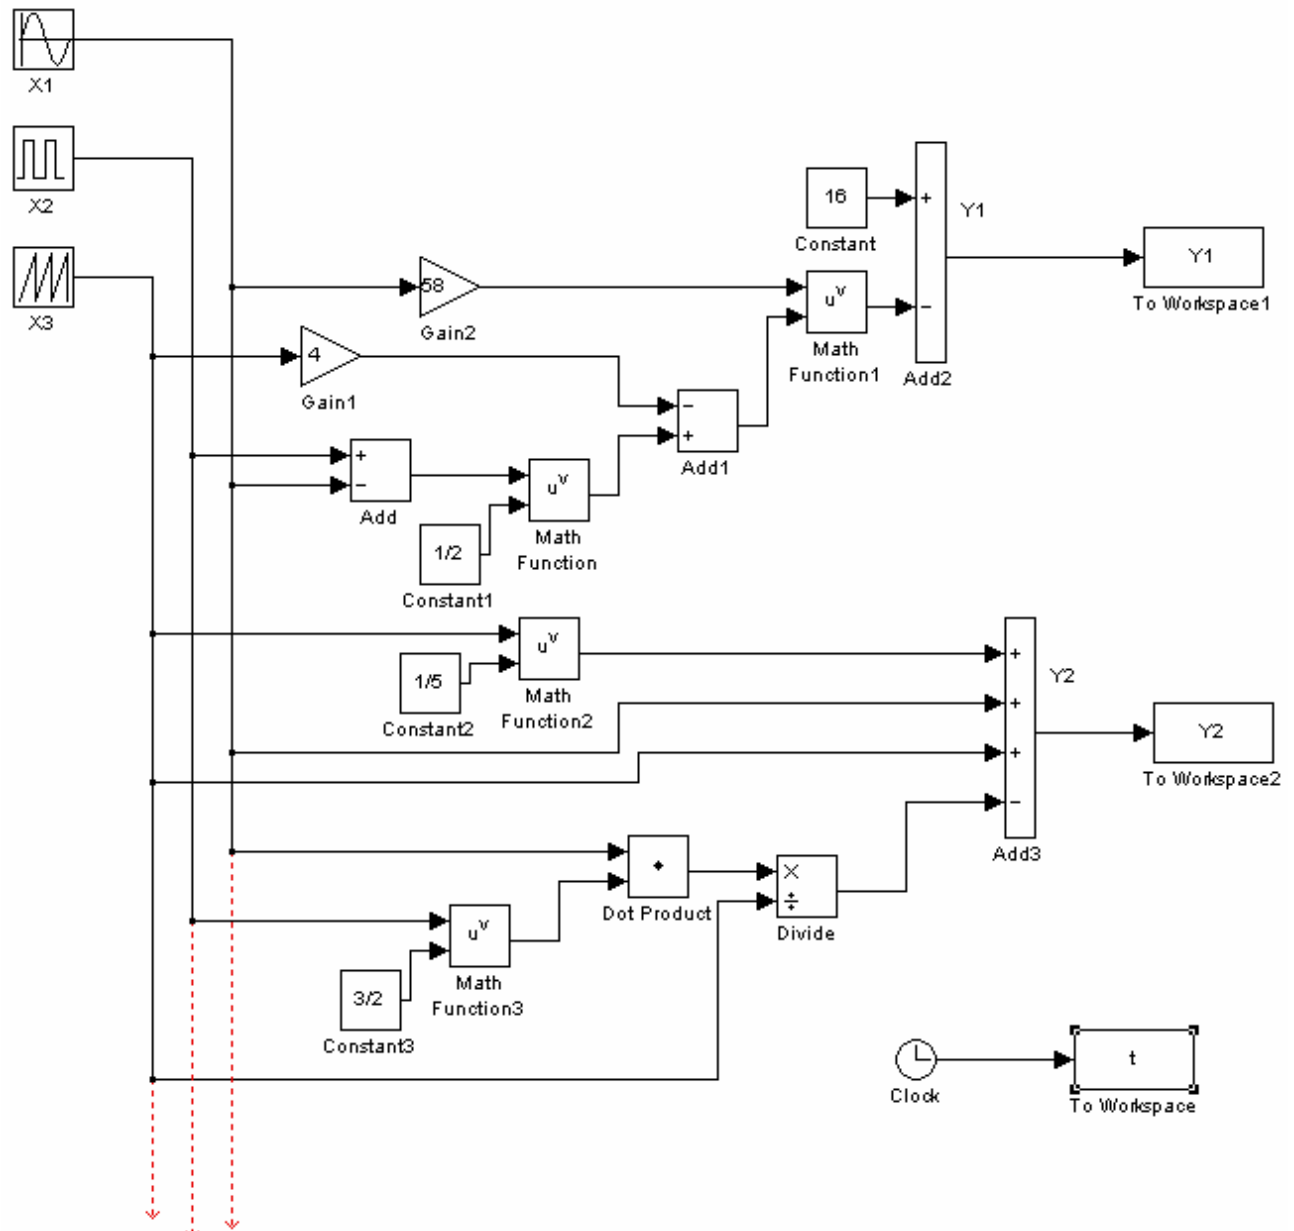 X1
X2
X3
16
Constant
+
−
Y1
Add2
Y1
To Workspace1
58
Gain2
u^v
Math
Function1
4
Gain1
−
+
Add1
+
−
Add
u^v
Math
Function
1/2
Constant1
u^v
Math
Function2
1/5
Constant2
+
+
+
−
Y2
Add3
Y2
To Workspace2
Dot Product
×
÷
Divide
u^v
Math
Function3
3/2
Constant3
Clock
t
To Workspace